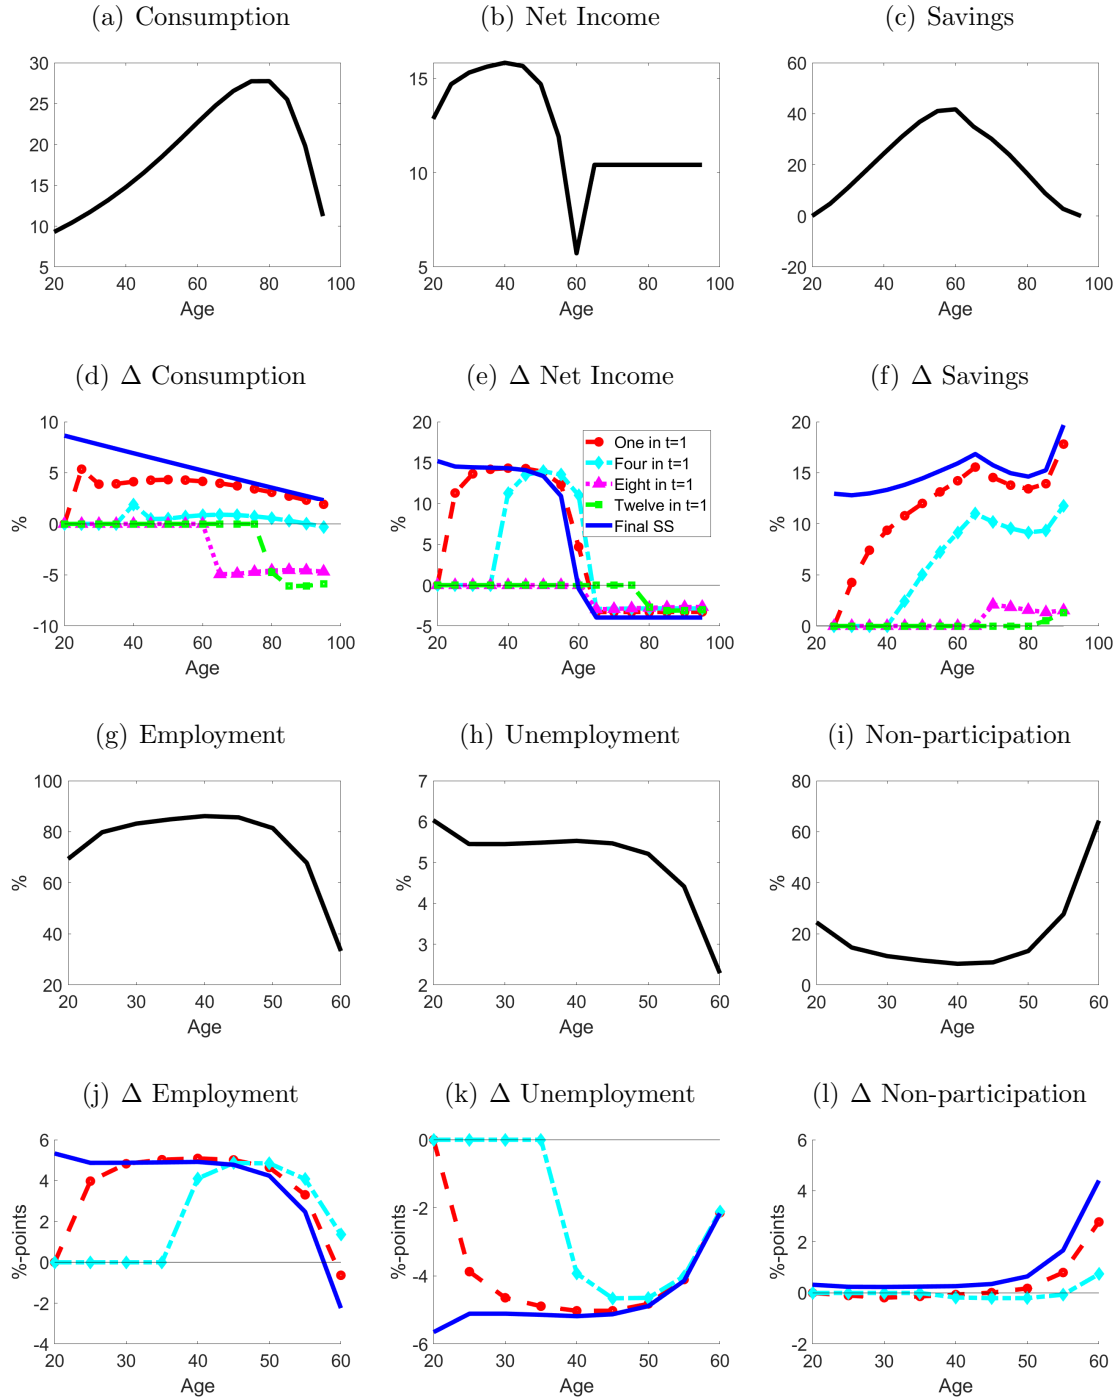 (a) Consumption
(b) Net Income
(c) Savings
30
25
20
15
10
5
20 40 60 80 100
Age
15
10
5
20 40 60 80 100
Age
60
40
20
0
-20
20 40 60 80 100
Age
(d) Δ Consumption
(e) Δ Net Income
(f) Δ Savings
%
10
5
0
-5
-10
20 40 60 80 100
Age
%
20
15
10
5
0
-5
20 40 60 80 100
Age
One in t=1
Four in t=1
Eight in t=1
Twelve in t=1
Final SS
%
20
15
10
5
0
20 40 60 80 100
Age
(g) Employment
(h) Unemployment
(i) Non-participation
%
100
80
60
40
20
20 30 40 50 60
Age
%
7
6
5
4
3
2
20 30 40 50 60
Age
%
80
60
40
20
0
20 30 40 50 60
Age
(j) Δ Employment
(k) Δ Unemployment
(l) Δ Non-participation
%-points
6
4
2
0
-2
-4
20 30 40 50 60
Age
%-points
0
-2
-4
-6
20 30 40 50 60
Age
%-points
6
4
2
0
-2
20 30 40 50 60
Age